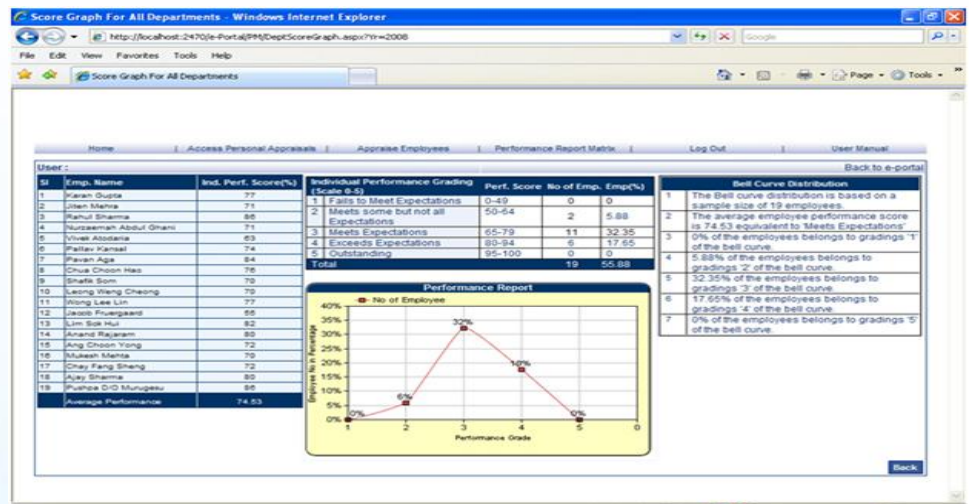 Score Graph For All Departments - Windows Internet Explorer
http://localhost:2470/e-Portal/PM/DeptScoreGraph.aspx?Yr=2008
Google
File Edit View Favorites Tools Help
Score Graph For All Departments
Page Tools
Home | Access Personal Appraisals | Appraise Employees | Performance Report Matrix | Log Out | User Manual
User :
Back to e-portal
Sl Emp. Name Ind. Perf. Score(%)
1 Karan Gupta 77
2 Jiten Mehra 71
3 Rahul Sharma 86
4 Nurzaemah Abdul Ghani 71
5 Vivek Atodaria 63
6 Pallav Kansal 74
7 Pavan Aga 84
8 Chua Choon Hao 76
9 Shafik Som 70
10 Leong Weng Cheong 70
11 Wong Lee Lin 77
12 Jacob Fruergaard 56
13 Lim Sok Hui 82
14 Anand Rajaram 80
15 Ang Choon Yong 72
16 Mukesh Mehta 70
17 Chay Fang Sheng 72
18 Ajay Sharma 80
19 Pushpa D/O Murugesu 86
Average Performance 74.53
Individual Performance Grading (Scale 0-5) Perf. Score No of Emp. Emp(%)
1 Fails to Meet Expectations 0-49 0 0
2 Meets some but not all Expectations 50-64 2 5.88
3 Meets Expectations 65-79 11 32.35
4 Exceeds Expectations 80-94 6 17.65
5 Outstanding 95-100 0 0
Total 19 55.88
Performance Report
No of Employee
Employee No in Percentage
40%
35%
30%
25%
20%
15%
10%
5%
0%
0%
6%
32%
18%
0%
1 2 3 4 5 0
Performance Grade
Bell Curve Distribution
1 The Bell curve distribution is based on a
sample size of 19 employees.
2 The average employee performance score
is 74.53 equivalent to 'Meets Expectations'
3 0% of the employees belongs to gradings '1'
of the bell curve.
4 5.88% of the employees belongs to
gradings '2' of the bell curve.
5 32.35% of the employees belongs to
gradings '3' of the bell curve.
6 17.65% of the employees belongs to
gradings '4' of the bell curve.
7 0% of the employees belongs to gradings '5'
of the bell curve.
Back